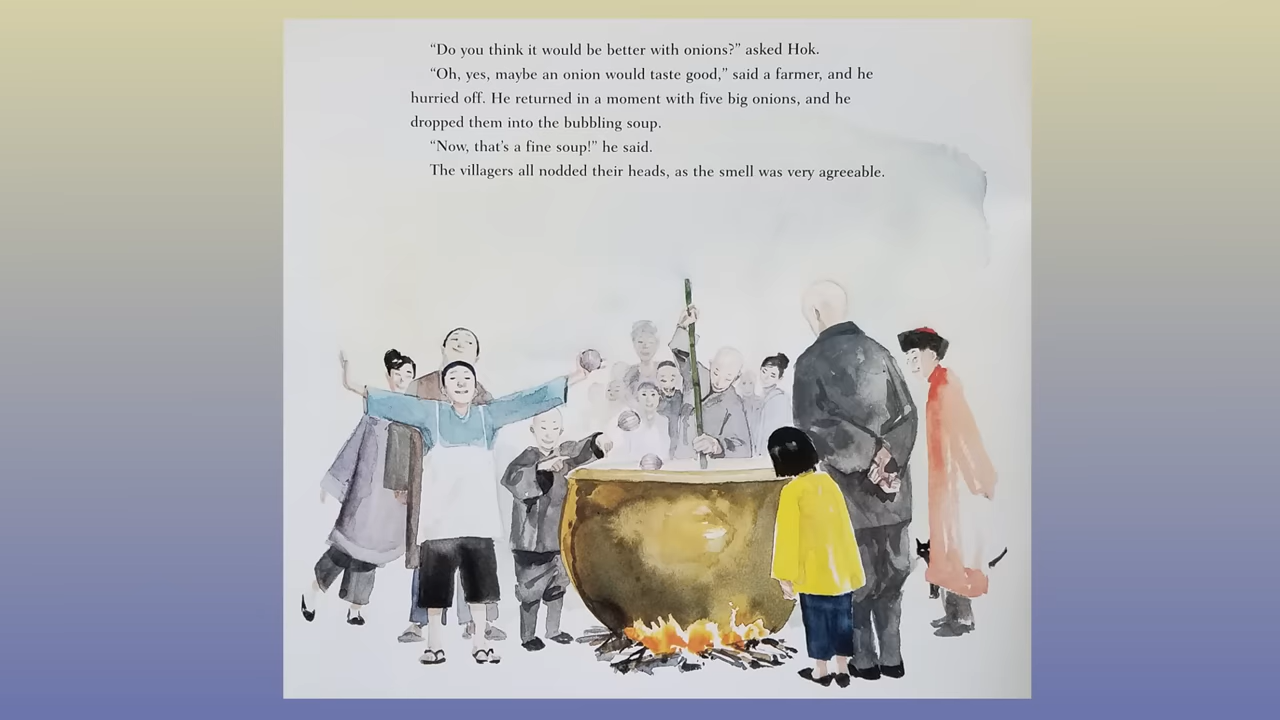 “Do you think it would be better with onions?” asked Hok.
“Oh, yes, maybe an onion would taste good,” said a farmer, and he
hurried off. He returned in a moment with five big onions, and he
dropped them into the bubbling soup.
“Now, that’s a fine soup!” he said.
The villagers all nodded their heads, as the smell was very agreeable.